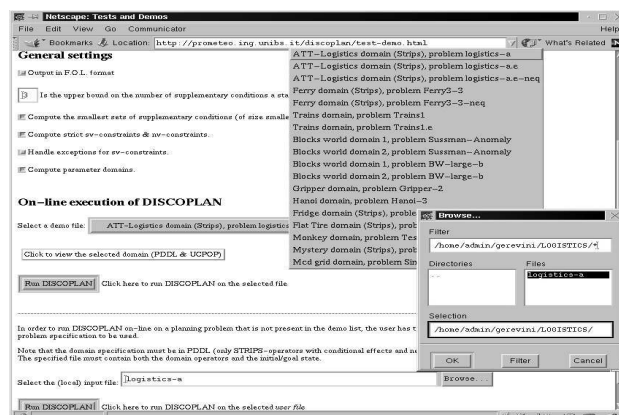 Netscape: Tests and Demos
File Edit View Go Communicator Help
Bookmarks Location: http://prometeo.ing.unibs.it/discoplan/test-demo.html What's Related
General settings
Output in F.O.L. format
Is the upper bound on the number of supplementary conditions a sta
Compute the smallest sets of supplementary conditions (of size smalle
Compute strict sv-constraints & nv-constraints.
Handle exceptions for sv-constraints.
Compute parameter domains.
ATT-Logistics domain (Strips), problem logistics-a
ATT-Logistics domain (Strips), problem logistics-a.e
ATT-Logistics domain (Strips), problem logistics-a.e-neq
Ferry domain (Strips), problem Ferry3-3
Ferry domain (Strips), problem Ferry3-3-neq
Trains domain, problem Trains1
Trains domain, problem Trains1.e
Blocks world domain 1, problem Sussman-Anomaly
Blocks world domain 2, problem Sussman-Anomaly
Blocks world domain 1, problem BW-large-b
Blocks world domain 2, problem BW-large-b
Gripper domain, problem Gripper-2
Hanoi domain, problem Hanoi-3
Fridge domain (Strips), proble
Flat Tire domain (Strips), prob
Monkey domain, problem Tes
Mystery domain (Strips), prob
Mcd grid domain, problem Sim
On-line execution of DISCOPLAN
Select a demo file: ATT-Logistics domain (Strips), problem logistics
Click to view the selected domain (PDDL & UCPOP)
Run DISCOPLAN Click here to run DISCOPLAN on the selected file
Browse...
Filter
/home/admin/gerevini/LOGISTICS/*
Directories Files
.. logistics-a
Selection
/home/admin/gerevini/LOGISTICS/
OK Filter Cancel
In order to run DISCOPLAN on-line on a planning problem that is not present in the demo list, the user has t
problem specification to be used.
Note that the domain specification must be in PDDL (only STRIPS-operators with conditional effects and ne
The specified file must contain both the domain operators and the initial/goal state.
Select the (local) input file: logistics-a Browse...
Run DISCOPLAN Click here to run DISCOPLAN on the selected user file